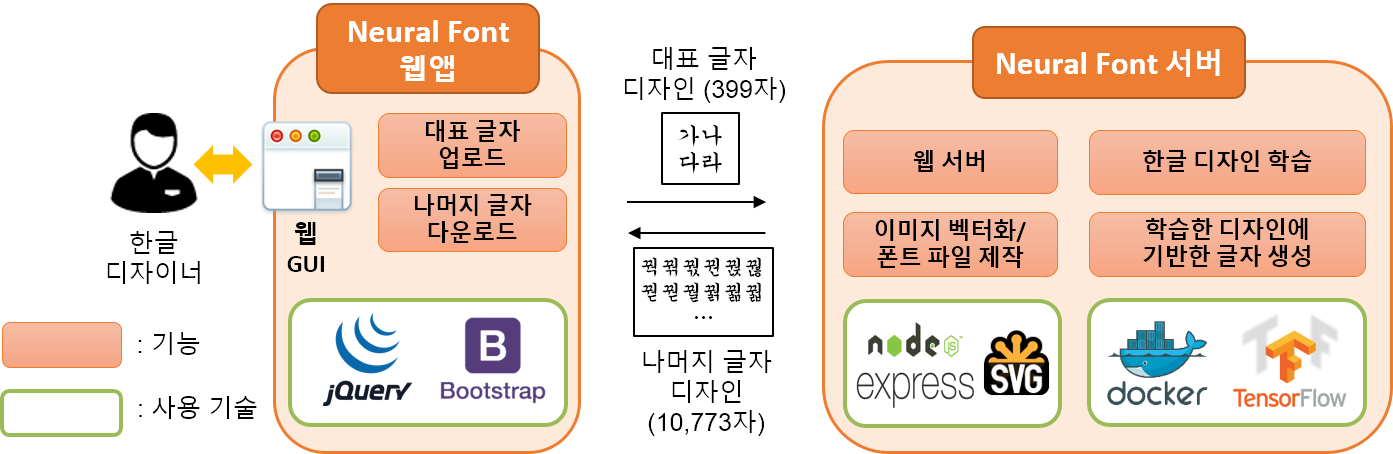 Neural Font
웹앱
대표 글자
업로드
나머지 글자
다운로드
웹
GUI
한글
디자이너
jQuery
B
Bootstrap
: 기능
: 사용 기술
대표 글자
디자인 (399자)
가나
다라
꿕 꿖 꿗 꿘 꿙 꿚
꿛 꿜 꿝 꿞 꿟 꿠
...
나머지 글자
디자인
(10,773자)
Neural Font 서버
웹 서버
한글 디자인 학습
이미지 벡터화/
폰트 파일 제작
학습한 디자인에
기반한 글자 생성
node JS
express
SVG
docker
TensorFlow